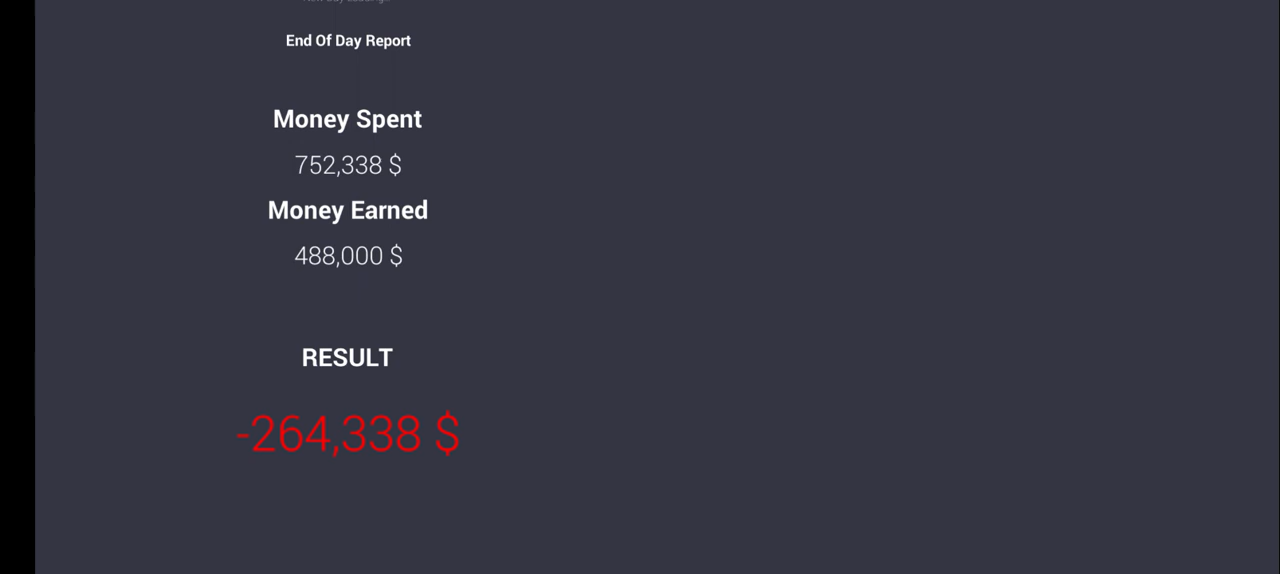 End Of Day Report
Money Spent
752,338 $
Money Earned
488,000 $
RESULT
-264,338 $